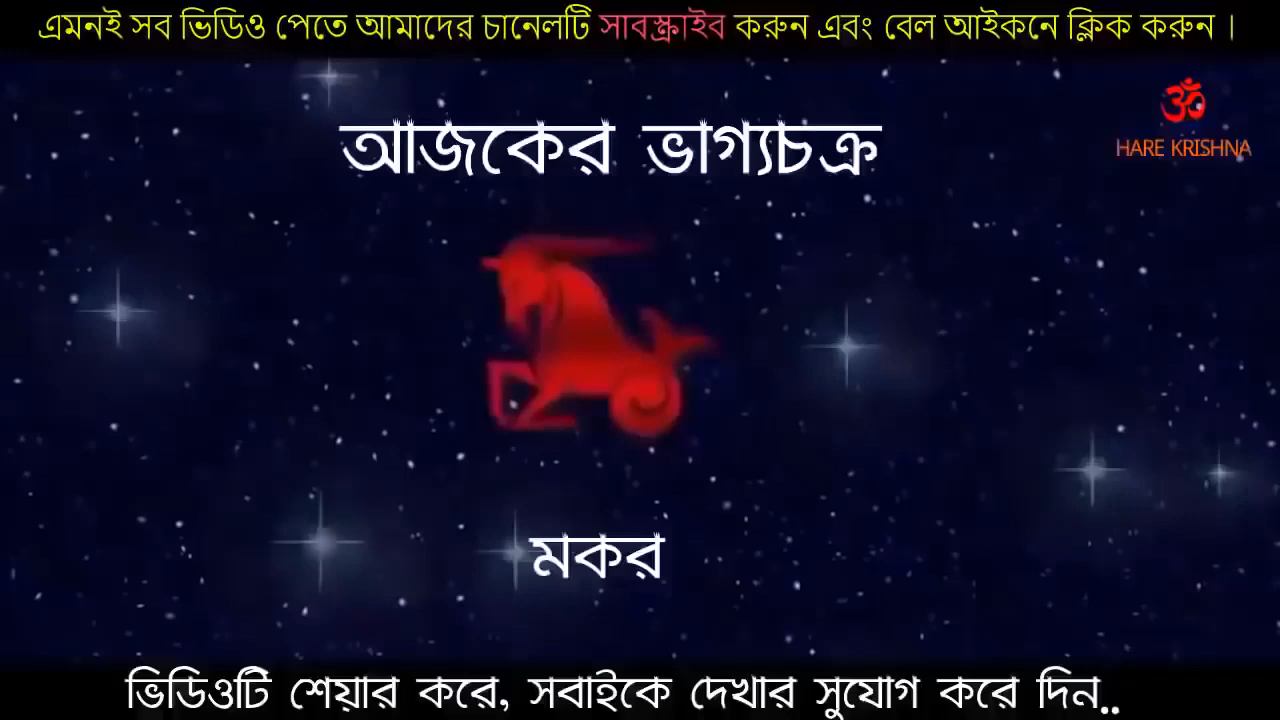 এমনই সব ভিডিও পেতে আমাদের চানেলটি সাবস্ক্রাইব করুন এবং বেল আইকনে ক্লিক করুন ।
ॐ
HARE KRISHNA
আজকের ভাগ্যচক্র
মকর
ভিডিওটি শেয়ার করে, সবাইকে দেখার সুযোগ করে দিন..